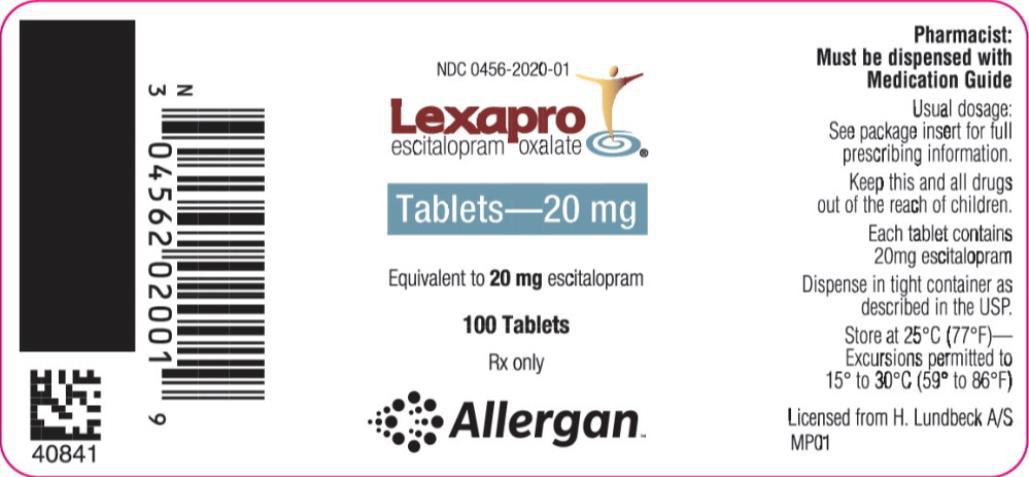 N
3 04562 02001 9
40841
NDC 0456-2020-01
Lexapro
escitalopram oxalate ®
Tablets—20 mg
Equivalent to 20 mg escitalopram
100 Tablets
Rx only
Allergan™
Pharmacist:
Must be dispensed with
Medication Guide
Usual dosage:
See package insert for full
prescribing information.
Keep this and all drugs
out of the reach of children.
Each tablet contains
20mg escitalopram
Dispense in tight container as
described in the USP.
Store at 25°C (77°F)—
Excursions permitted to
15° to 30°C (59° to 86°F)
Licensed from H. Lundbeck A/S
MP01